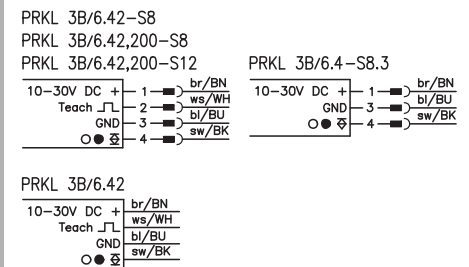 PRKL 3B/6.42-S8
PRKL 3B/6.42,200-S8
PRKL 3B/6.42,200-S12
10-30V DC + 1 br/BN
Teach 2 ws/WH
GND 3 bl/BU
4 sw/BK
PRKL 3B/6.4-S8.3
10-30V DC + 1 br/BN
GND 3 bl/BU
4 sw/BK
PRKL 3B/6.42
10-30V DC + br/BN
Teach ws/WH
GND bl/BU
sw/BK